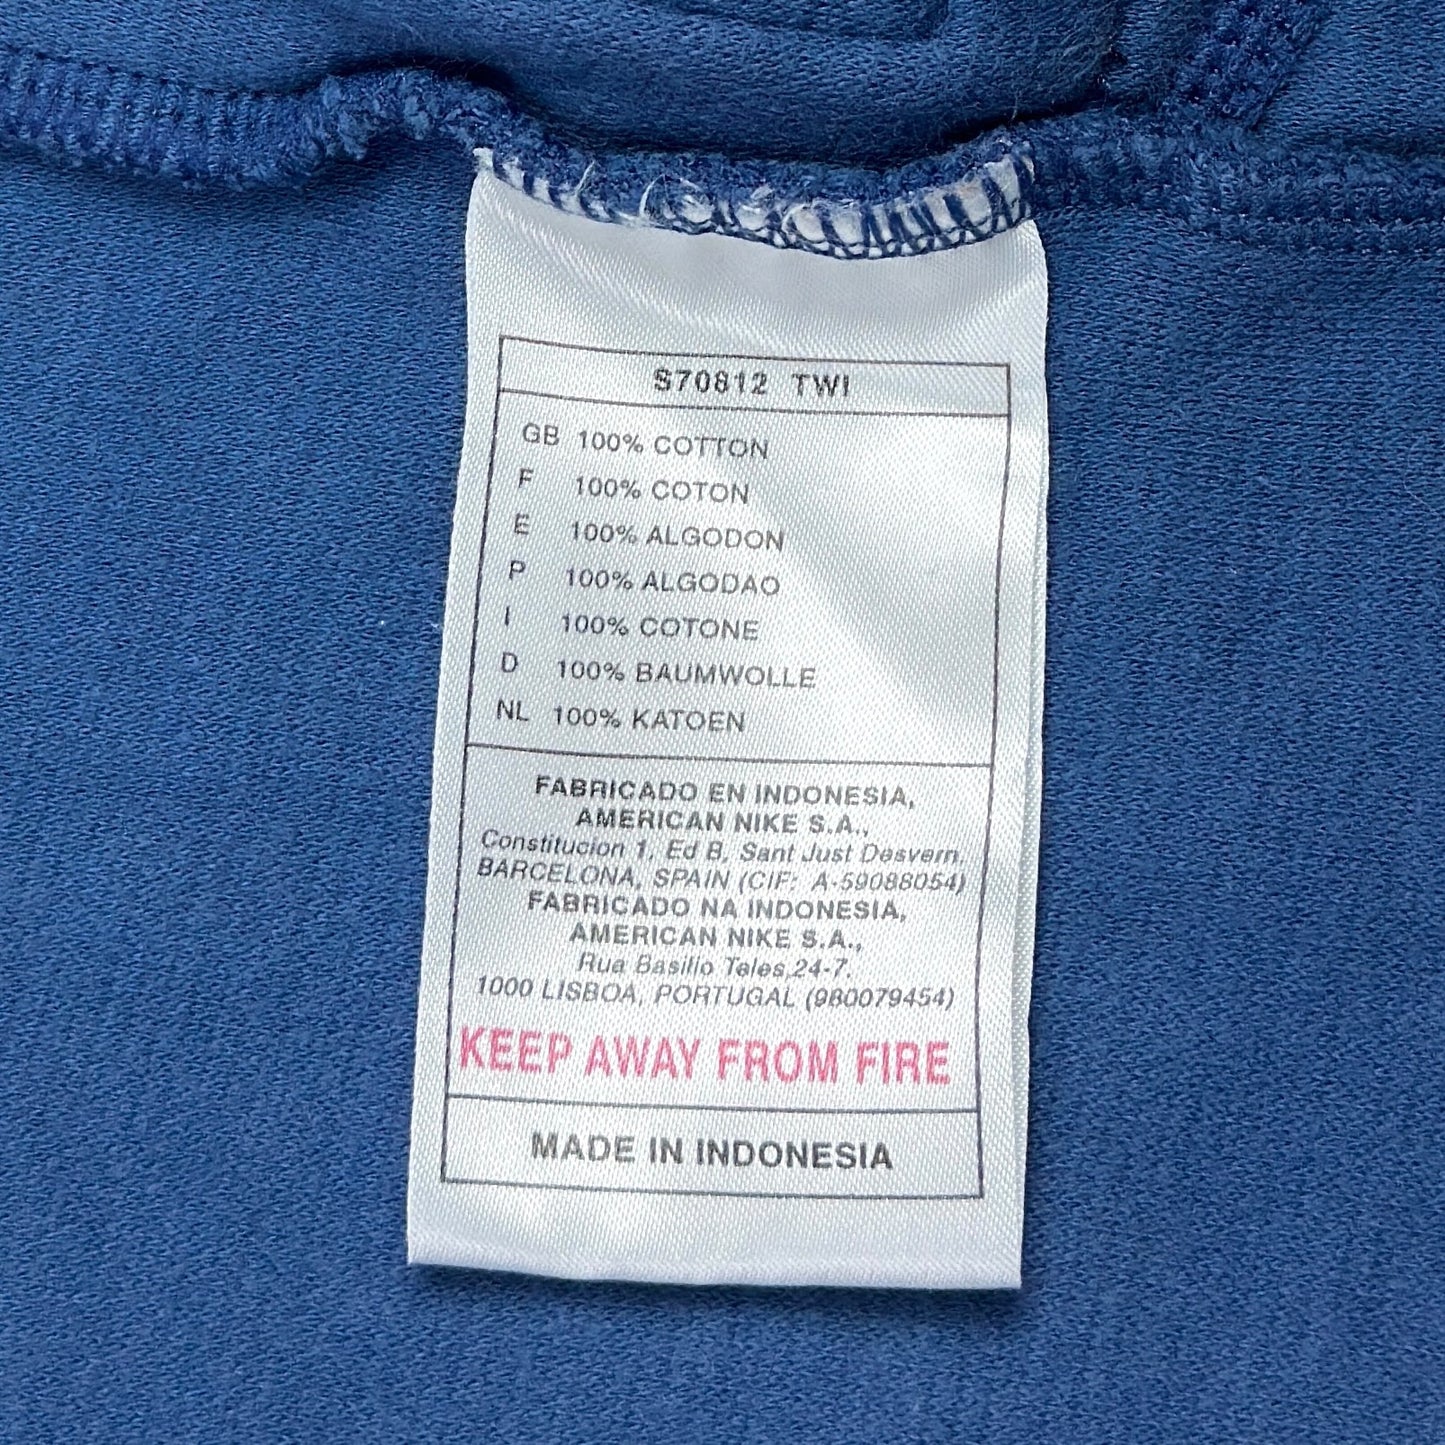 S70812 TWI
GB 100% COTTON
F 100% COTON
E 100% ALGODON
P 100% ALGODAO
I 100% COTONE
D 100% BAUMWOLLE
NL 100% KATOEN
FABRICADO EN INDONESIA,
AMERICAN NIKE S.A.,
Constitucion 1, Ed B, Sant Just Desvern,
BARCELONA, SPAIN (CIF: A-59088054)
FABRICADO NA INDONESIA,
AMERICAN NIKE S.A.,
Rua Basilio Teles,24-7.
1000 LISBOA, PORTUGAL (980079454)
KEEP AWAY FROM FIRE
MADE IN INDONESIA